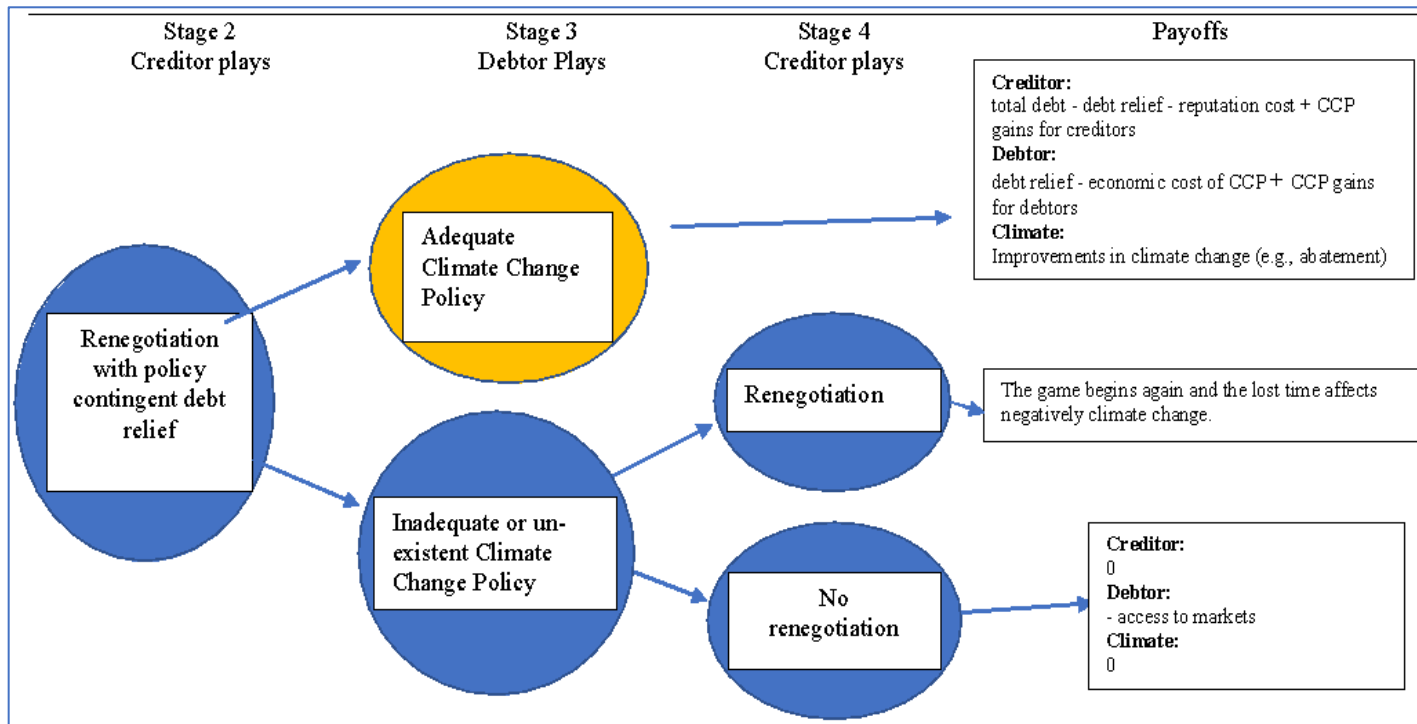 Stage 2
Creditor plays
Stage 3
Debtor Plays
Stage 4
Creditor plays
Payoffs
Creditor:
total debt - debt relief - reputation cost + CCP
gains for creditors
Debtor:
debt relief - economic cost of CCP + CCP gains
for debtors
Climate:
Improvements in climate change (e.g., abatement)
Adequate
Climate Change
Policy
Renegotiation
with policy
contingent debt
relief
Renegotiation
The game begins again and the lost time affects
negatively climate change.
Inadequate or un-
existent Climate
Change Policy
No
renegotiation
Creditor:
0
Debtor:
- access to markets
Climate:
0